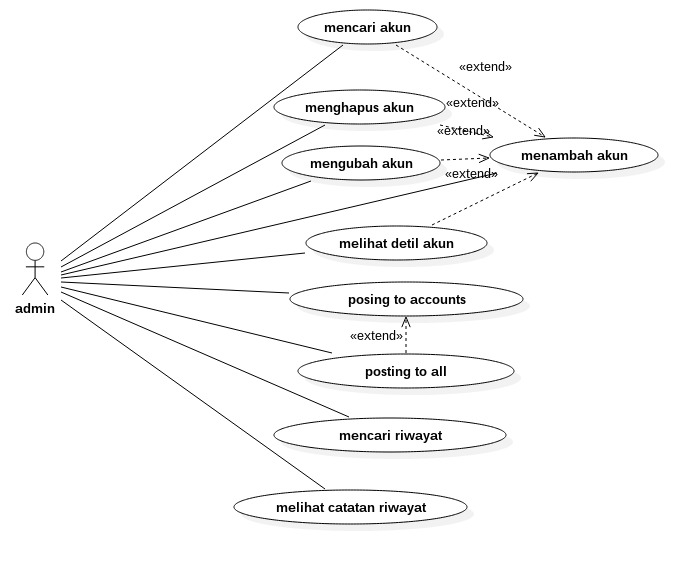 mencari akun
«extend»
menghapus akun
«extend»
«extend»
mengubah akun
menambah akun
«extend»
melihat detil akun
admin
posing to accounts
«extend»
posting to all
mencari riwayat
melihat catatan riwayat